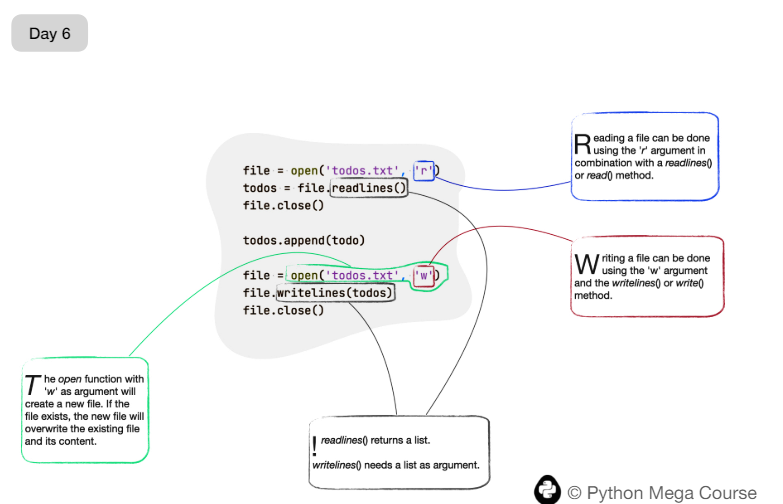 Day 6
file = open('todos.txt', 'r')
todos = file.readlines()
file.close()
todos.append(todo)
file = open('todos.txt', 'w')
file.writelines(todos)
file.close()
Reading a file can be done
using the 'r' argument in
combination with a readlines()
or read() method.
Writing a file can be done
using the 'w' argument
and the writelines() or write()
method.
The open function with
'w' as argument will
create a new file. If the
file exists, the new file will
overwrite the existing file
and its content.
! readlines() returns a list.
writelines() needs a list as argument.
© Python Mega Course